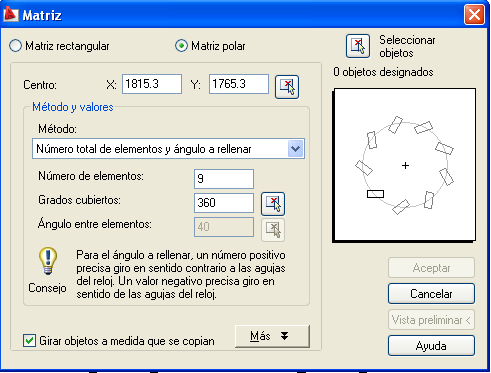 Matriz
Matriz rectangular
Matriz polar
Seleccionar
objetos
0 objetos designados
Centro:
X:
1815.3
Y:
1765.3
Método y valores
Método:
Número total de elementos y ángulo a rellenar
Número de elementos:
9
Grados cubiertos:
360
Ángulo entre elementos:
40
Consejo
Para el ángulo a rellenar, un número positivo
precisa giro en sentido contrario a las agujas
del reloj. Un valor negativo precisa giro en
sentido de las agujas del reloj.
Girar objetos a medida que se copian
Más
Aceptar
Cancelar
Vista preliminar <
Ayuda